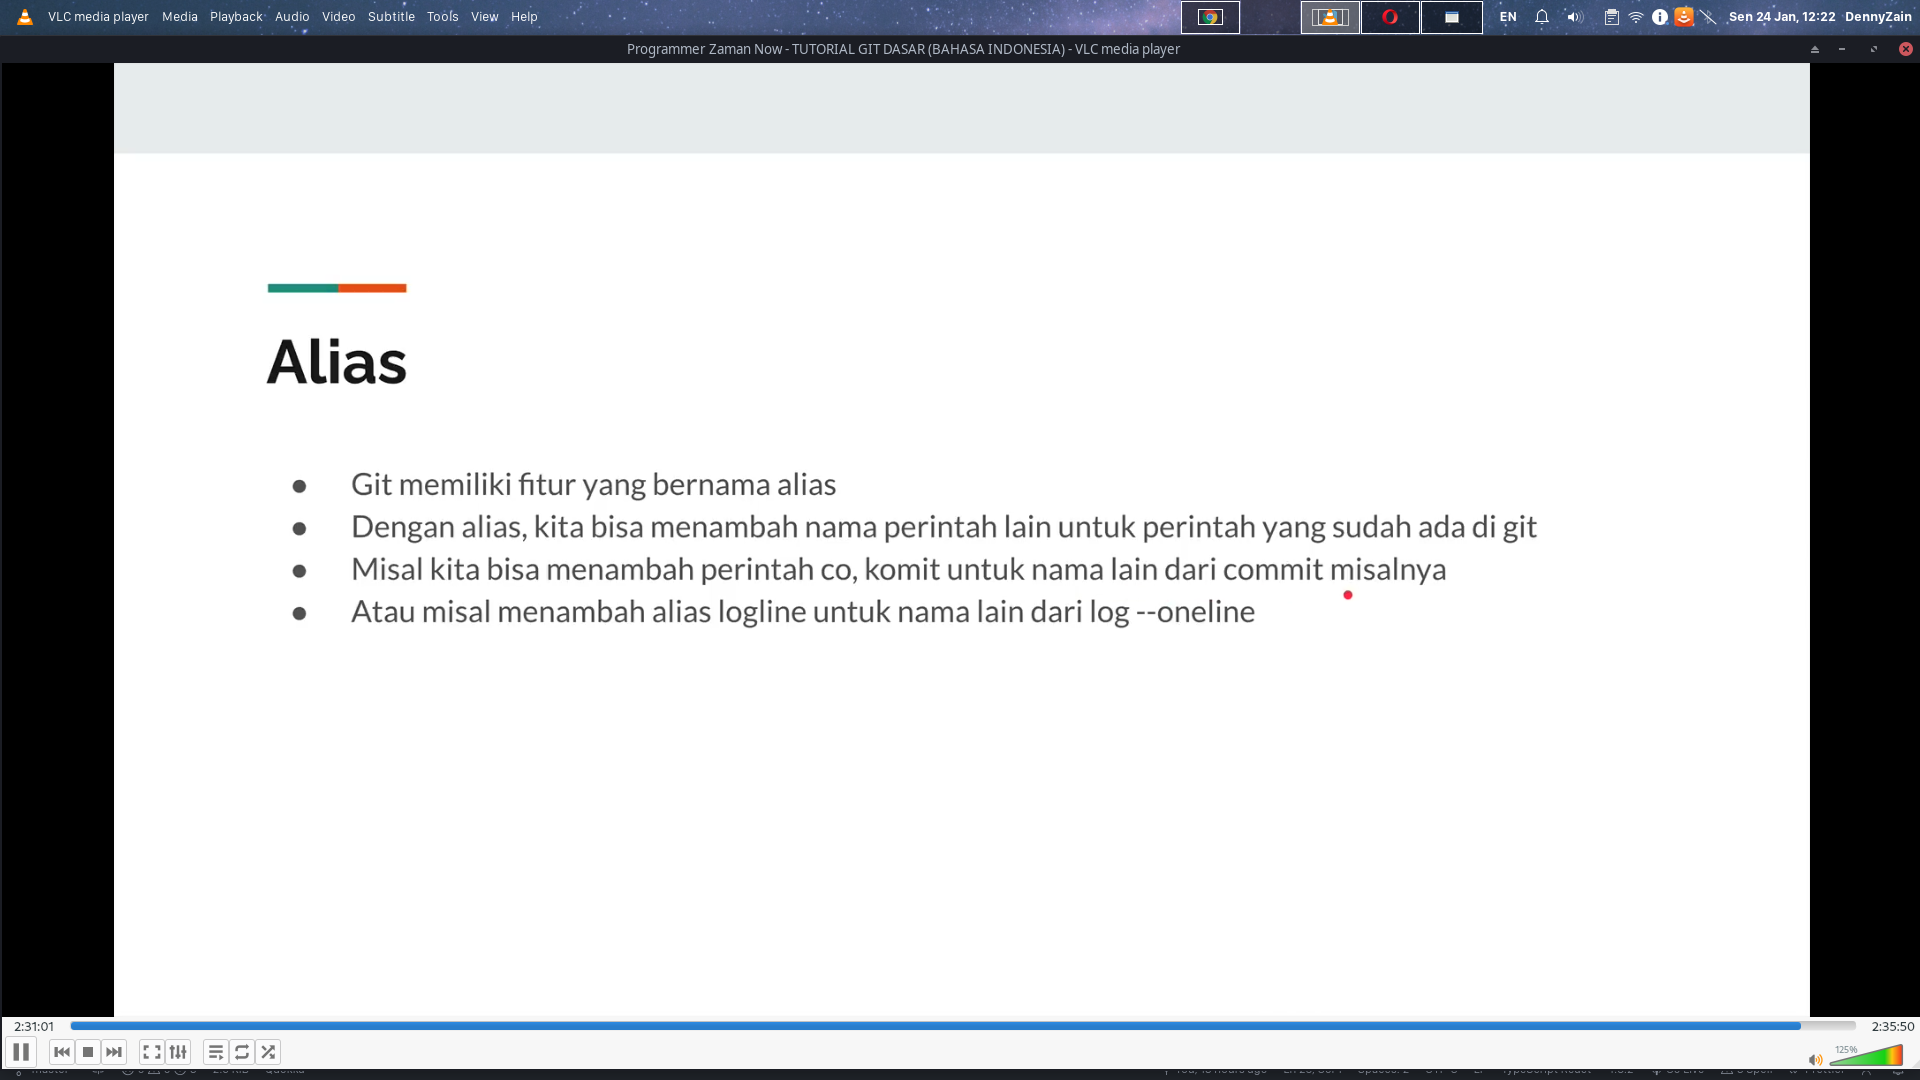 VLC media player Media Playback Audio Video Subtitle Tools View Help EN Sen 24 Jan, 12:22 DennyZain
Programmer Zaman Now - TUTORIAL GIT DASAR (BAHASA INDONESIA) - VLC media player
Alias
● Git memiliki fitur yang bernama alias
● Dengan alias, kita bisa menambah nama perintah lain untuk perintah yang sudah ada di git
● Misal kita bisa menambah perintah co, komit untuk nama lain dari commit misalnya
● Atau misal menambah alias logline untuk nama lain dari log --oneline
2:31:01 2:35:50
125%